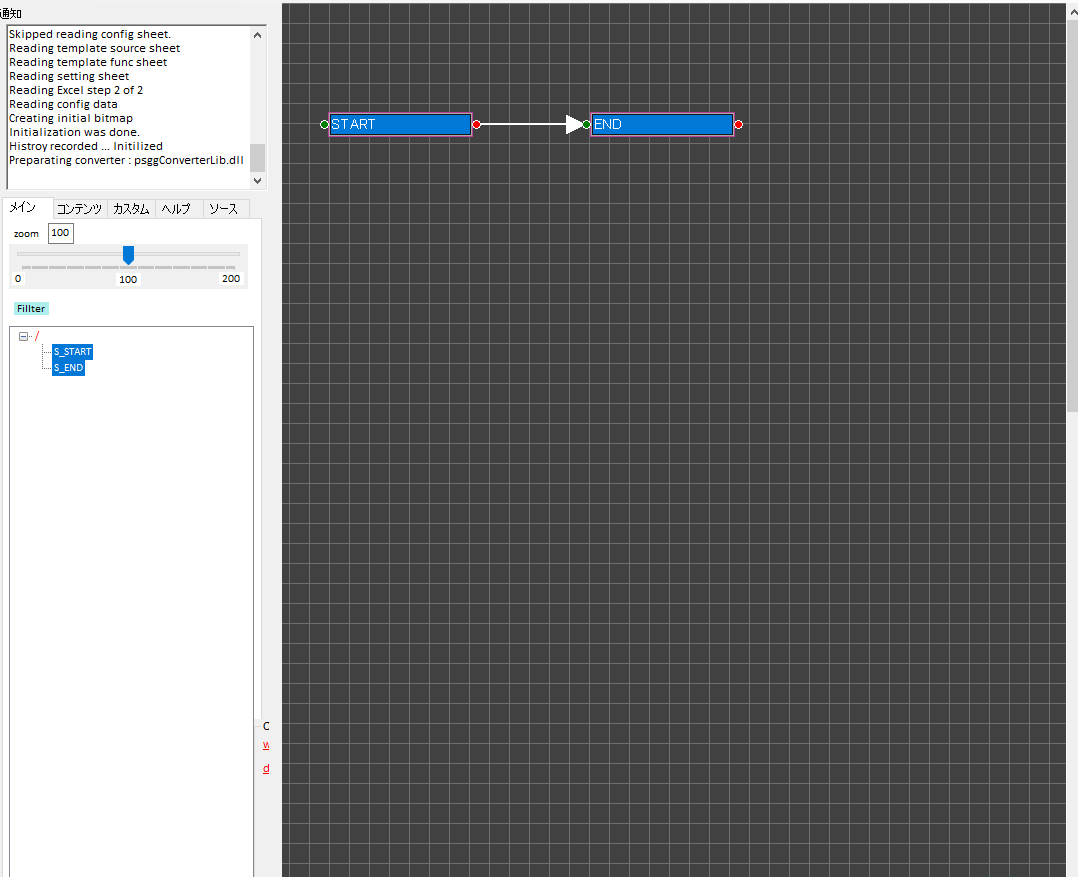 通知
Skipped reading config sheet.
Reading template source sheet
Reading template func sheet
Reading setting sheet
Reading Excel step 2 of 2
Reading config data
Creating initial bitmap
Initialization was done.
Histroy recorded ... Initilized
Preparating converter : psggConverterLib.dll
メイン コンテンツ カスタム ヘルプ ソース
zoom 100
0 100 200
Fillter
/
S_START
S_END
START
END
C
w
d